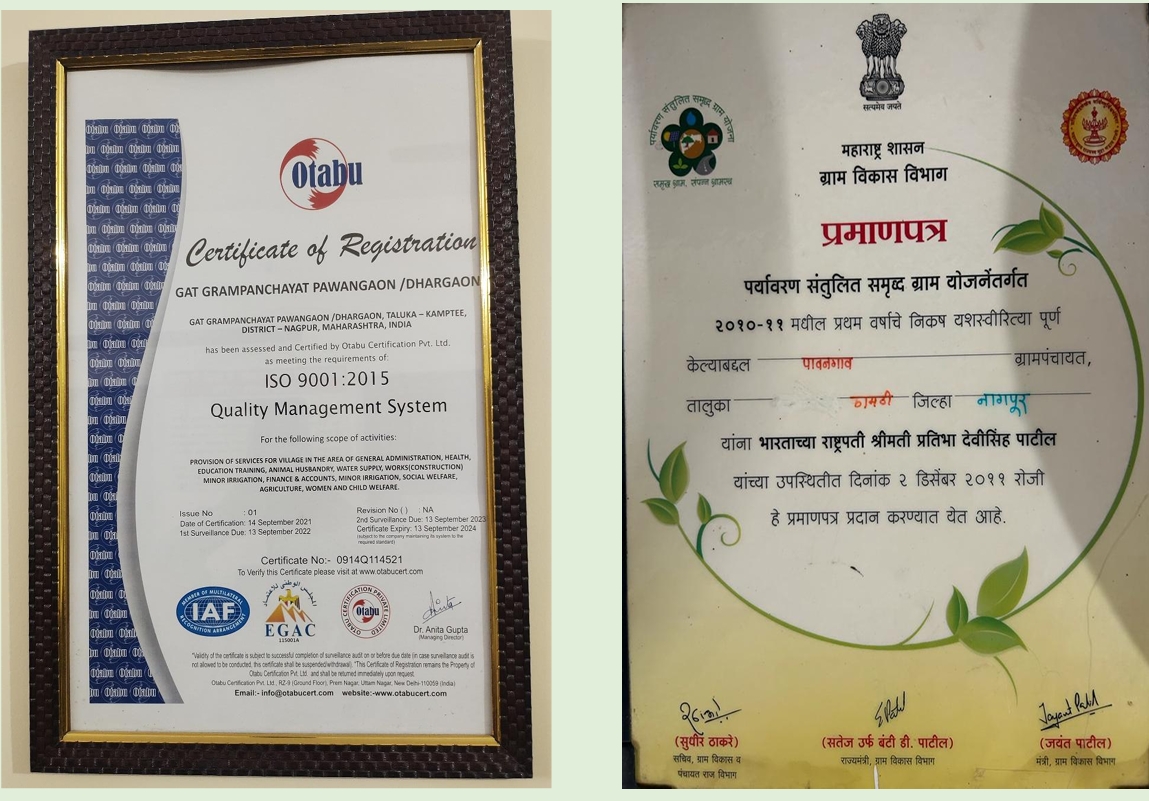 Otabu
Certificate of Registration
GAT GRAMPANCHAYAT PAWANGAON /DHARGAON
GAT GRAMPANCHAYAT PAWANGAON /DHARGAON, TALUKA – KAMPTEE,
DISTRICT – NAGPUR, MAHARASHTRA, INDIA
has been assessed and Certified by Otabu Certification Pvt. Ltd.
as meeting the requirements of:
ISO 9001:2015
Quality Management System
For the following scope of activities:
PROVISION OF SERVICES FOR VILLAGE IN THE AREA OF GENERAL ADMINISTRATION, HEALTH,
EDUCATION TRAINING, ANIMAL HUSBANDRY, WATER SUPPLY, WORKS(CONSTRUCTION)
MINOR IRRIGATION, FINANCE & ACCOUNTS, MINOR IRRIGATION, SOCIAL WELFARE,
AGRICULTURE, WOMEN AND CHILD WELFARE.
Issue No : 01
Date of Certification: 14 September 2021
1st Surveillance Due: 13 September 2022
Revision No ( ) : NA
2nd Surveillance Due: 13 September 2023
Certificate Expiry: 13 September 2024
(subject to the company maintaining its system to the
required standard)
Certificate No:- 0914Q114521
To Verify this Certificate please visit at www.otabucert.com
MEMBER OF MULTILATERAL
IAF
RECOGNITION ARRANGEMENT
EGAC
115001A
OTABU CERTIFICATION PRIVATE LIMITED
Otabu
Dr. Anita Gupta
(Managing Director)
"Validity of the certificate is subject to successful completion of surveillance audit on or before due date (in case surveillance audit is
not allowed to be conducted, this certificate shall be suspended/withdrawal). "This Certificate of Registration remains the Property of
Otabu Certification Pvt. Ltd. and shall be returned immediately upon request.
Otabu Certification Pvt. Ltd., RZ-9 (Ground Floor), Prem Nagar, Uttam Nagar, New Delhi-110059 (India)
Email:- info@otabucert.com website:-www.otabucert.com
सत्यमेव जयते
पर्यावरण संतुलित समृद्ध ग्राम योजना
समृद्ध ग्राम, संपन्न ग्रामस्थ
महाराष्ट्र शासन
ग्राम विकास विभाग
प्रमाणपत्र
पर्यावरण संतुलित समृध्द ग्राम योजनेंतर्गत
२०१०-११ मधील प्रथम वर्षाचे निकष यशस्वीरित्या पूर्ण
केल्याबद्दल पावनगाव ग्रामपंचायत,
तालुका कामठी जिल्हा नागपूर
यांना भारताच्या राष्ट्रपती श्रीमती प्रतिभा देवीसिंह पाटील
यांच्या उपस्थितीत दिनांक २ डिसेंबर २०११ रोजी
हे प्रमाणपत्र प्रदान करण्यात येत आहे.
Jayant Patil
(सुधीर ठाकरे)
सचिव, ग्राम विकास व
पंचायत राज विभाग
(सतेज उर्फ बंटी डी. पाटील)
राज्यमंत्री, ग्राम विकास विभाग
(जयंत पाटील)
मंत्री, ग्राम विकास विभाग